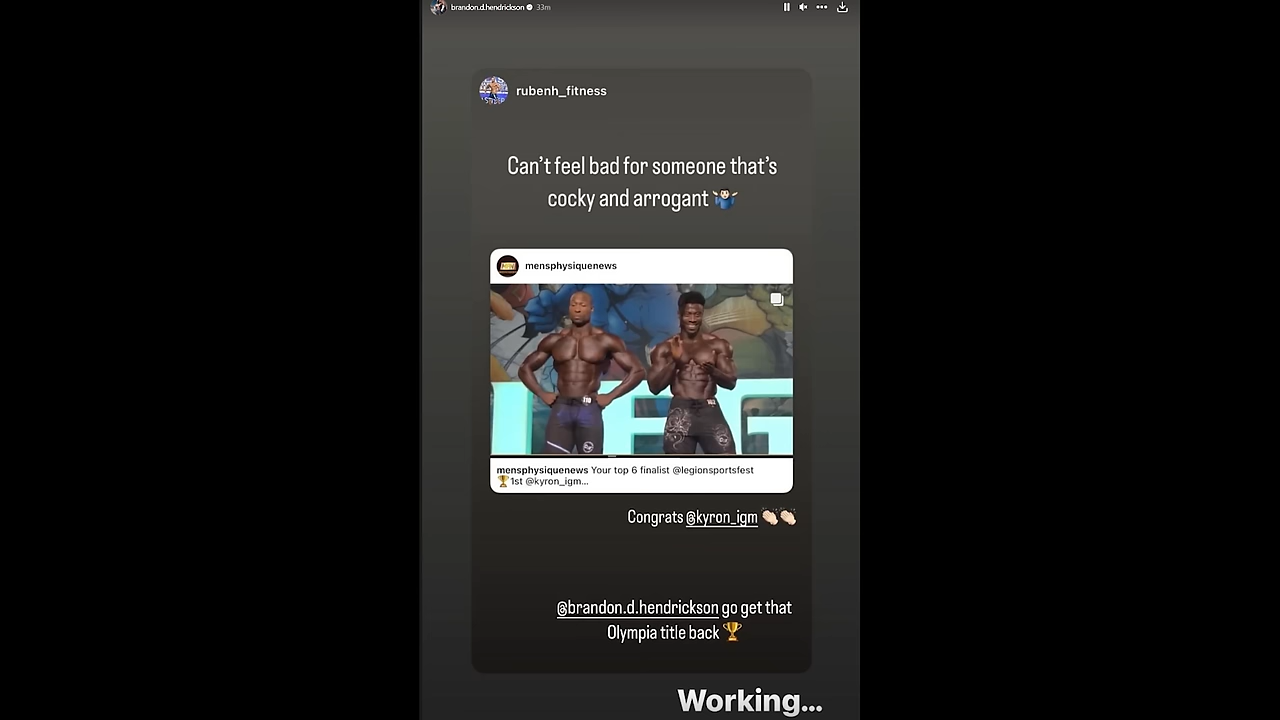 brandon.d.hendrickson 33m
rubenh_fitness
Can't feel bad for someone that's
cocky and arrogant 🤷🏻‍♂️
mensphysiquenews
LEG
mensphysiquenews Your top 6 finalist @legionsportsfest
🏆1st @kyron_igm...
Congrats @kyron_igm 👏🏻👏🏻
@brandon.d.hendrickson go get that
Olympia title back 🏆
Working...